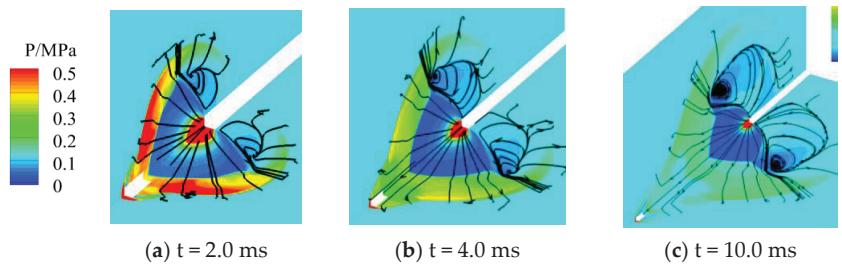 P/MPa
0.5
0.4
0.3
0.2
0.1
0
(a) t = 2.0 ms
(b) t = 4.0 ms
(c) t = 10.0 ms